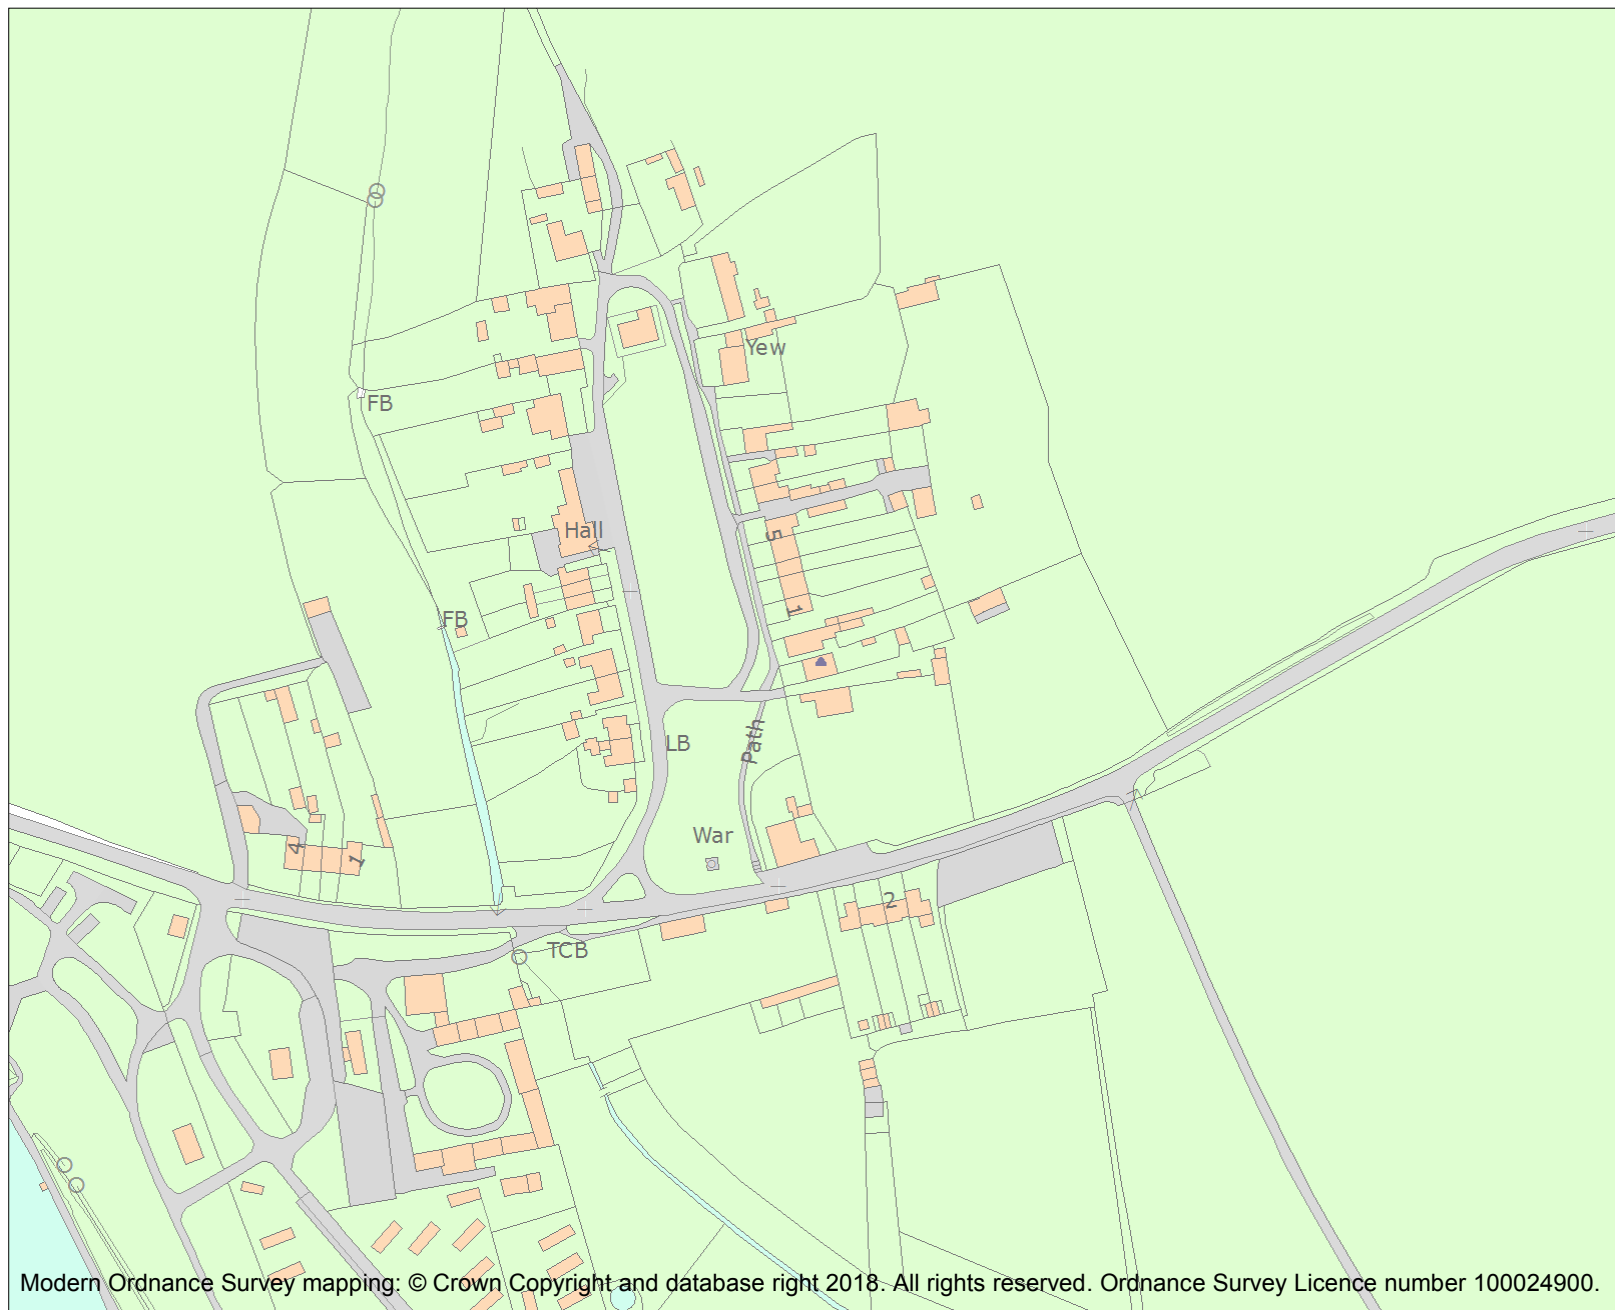 Yew
FB
Hall
5
FB
1
Path
LB
War
4
1
2
TCB
Modern Ordnance Survey mapping: © Crown Copyright and database right 2018. All rights reserved. Ordnance Survey Licence number 100024900.